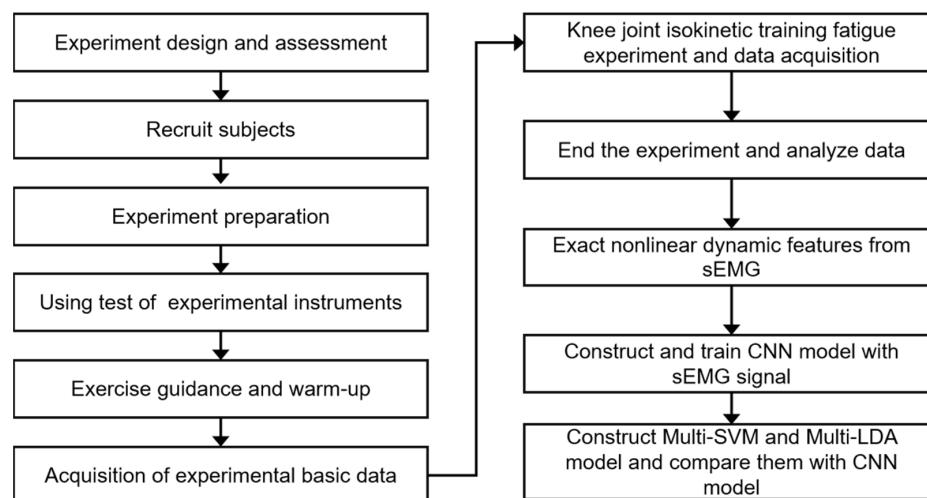 Experiment design and assessment
Recruit subjects
Experiment preparation
Using test of experimental instruments
Exercise guidance and warm-up
Acquisition of experimental basic data
Knee joint isokinetic training fatigue
experiment and data acquisition
End the experiment and analyze data
Exact nonlinear dynamic features from
sEMG
Construct and train CNN model with
sEMG signal
Construct Multi-SVM and Multi-LDA
model and compare them with CNN
model